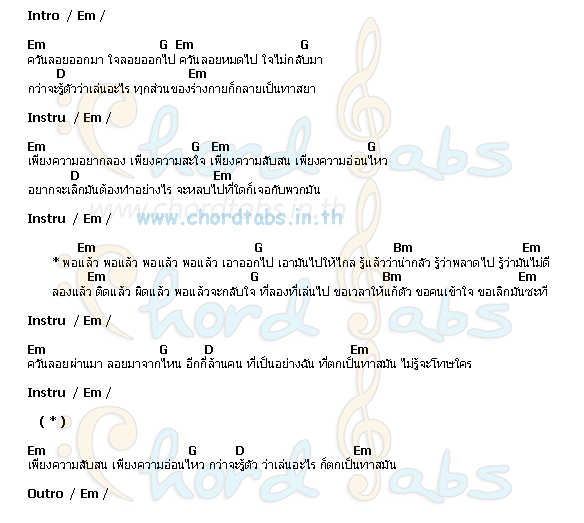 Intro / Em /
Em G Em G
ควันลอยออกมา ใจลอยออกไป ควันลอยหมดไป ใจไม่กลับมา
D Em
กว่าจะรู้ตัวว่าเล่นอะไร ทุกส่วนของร่างกายก็กลายเป็นทาสยา
Instru / Em /
Em G Em G
เพียงความอยากลอง เพียงความสะใจ เพียงความสับสน เพียงความอ่อนไหว
D Em
อยากจะเลิกมันต้องทำอย่างไร จะหลบไปที่ใดก็เจอกับพวกมัน
www.chordtabs.in.th
www.chordtabs.in.th
Instru / Em /
Em G Bm Em
* พอแล้ว พอแล้ว พอแล้ว พอแล้ว เอาออกไป เอามันไปให้ไกล รู้แล้วว่าน่ากลัว รู้ว่าพลาดไป รู้ว่ามันไม่ดี
Em G Bm Em
ลองแล้ว ติดแล้ว ผิดแล้ว พอแล้วจะกลับใจ ที่ลองที่เล่นไป ขอเวลาให้แก้ตัว ขอคนเข้าใจ ขอเลิกมันซะที
Instru / Em /
Em G D Em
ควันลอยผ่านมา ลอยมาจากไหน อีกกี่ล้านคน ที่เป็นอย่างฉัน ที่ตกเป็นทาสมัน ไม่รู้จะโทษใคร
Instru / Em /
( * )
Em G D Em
เพียงความสับสน เพียงความอ่อนไหว กว่าจะรู้ตัว ว่าเล่นอะไร ก็ตกเป็นทาสมัน
Outro / Em /
Chord Tabs
Chord Tabs